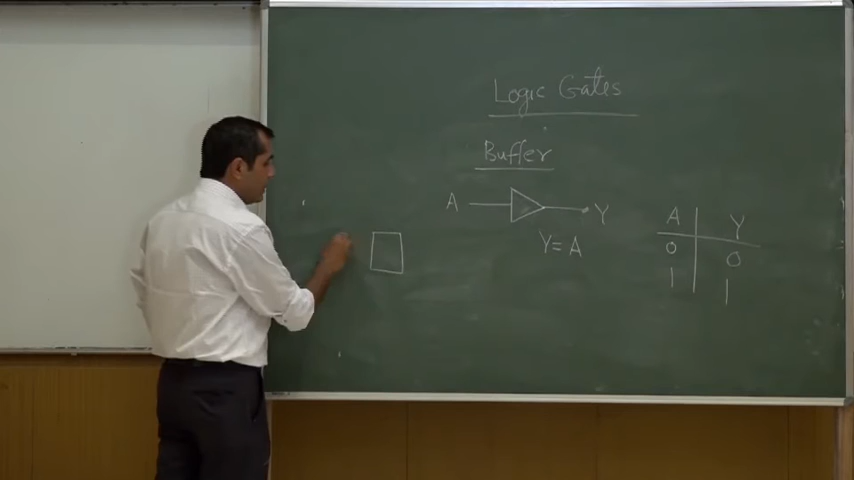 Logic Gates
Buffer
A Y
Y=A
A Y
0 0
1 1